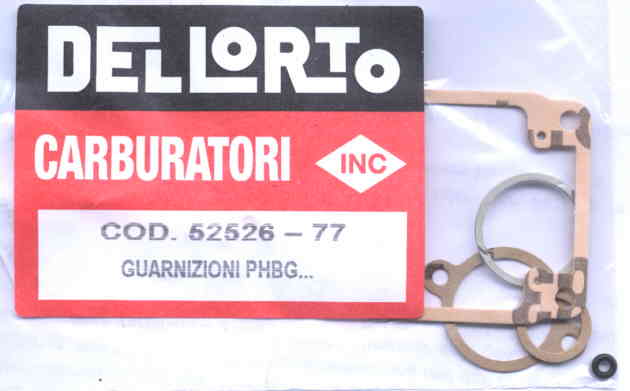 DELLORTO
CARBURATORI INC
COD. 52526 – 77
GUARNIZIONI PHBG...